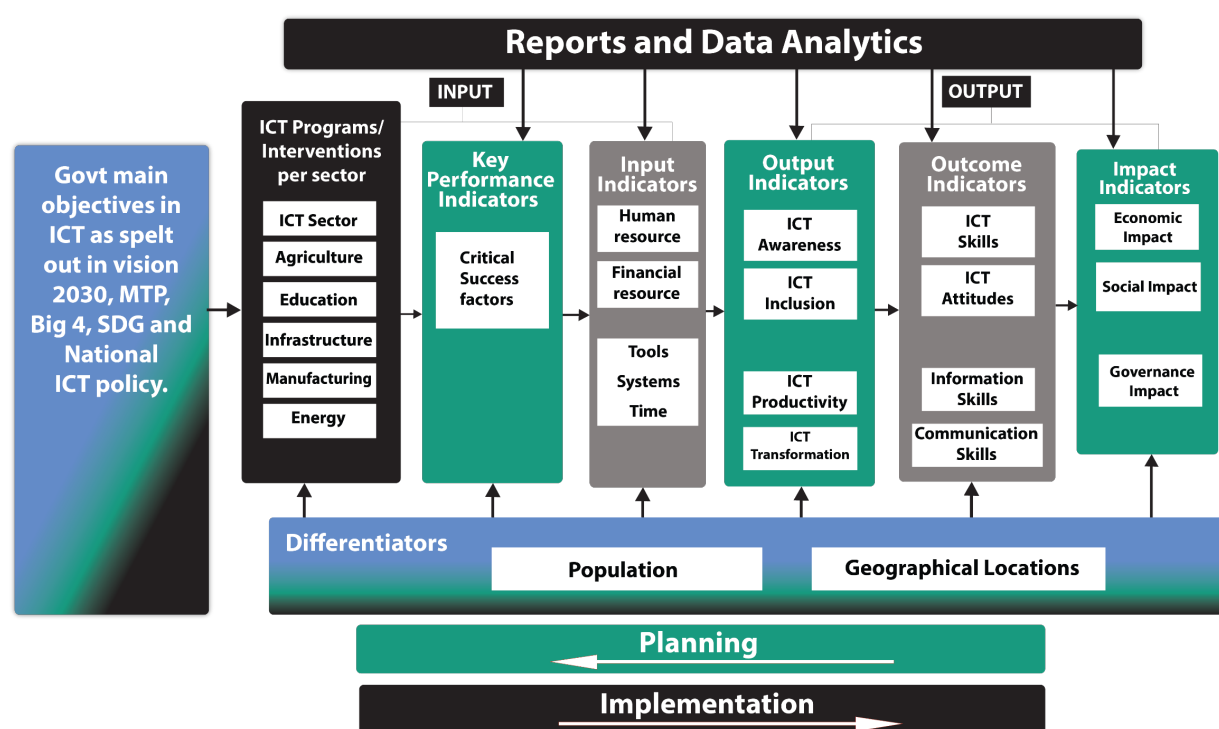 Reports and Data Analytics
INPUT
OUTPUT
Govt main
objectives in
ICT as spelt
out in vision
2030, MTP,
Big 4, SDG and
National
ICT policy.
ICT Programs/
Interventions
per sector
ICT Sector
Agriculture
Education
Infrastructure
Manufacturing
Energy
Key
Performance
Indicators
Critical
Success
factors
Input
Indicators
Human
resource
Financial
resource
Tools
Systems
Time
Output
Indicators
ICT
Awareness
ICT
Inclusion
ICT
Productivity
ICT
Transformation
Outcome
Indicators
ICT
Skills
ICT
Attitudes
Information
Skills
Communication
Skills
Impact
Indicators
Economic
Impact
Social Impact
Governance
Impact
Differentiators
Population
Geographical Locations
Planning
Implementation